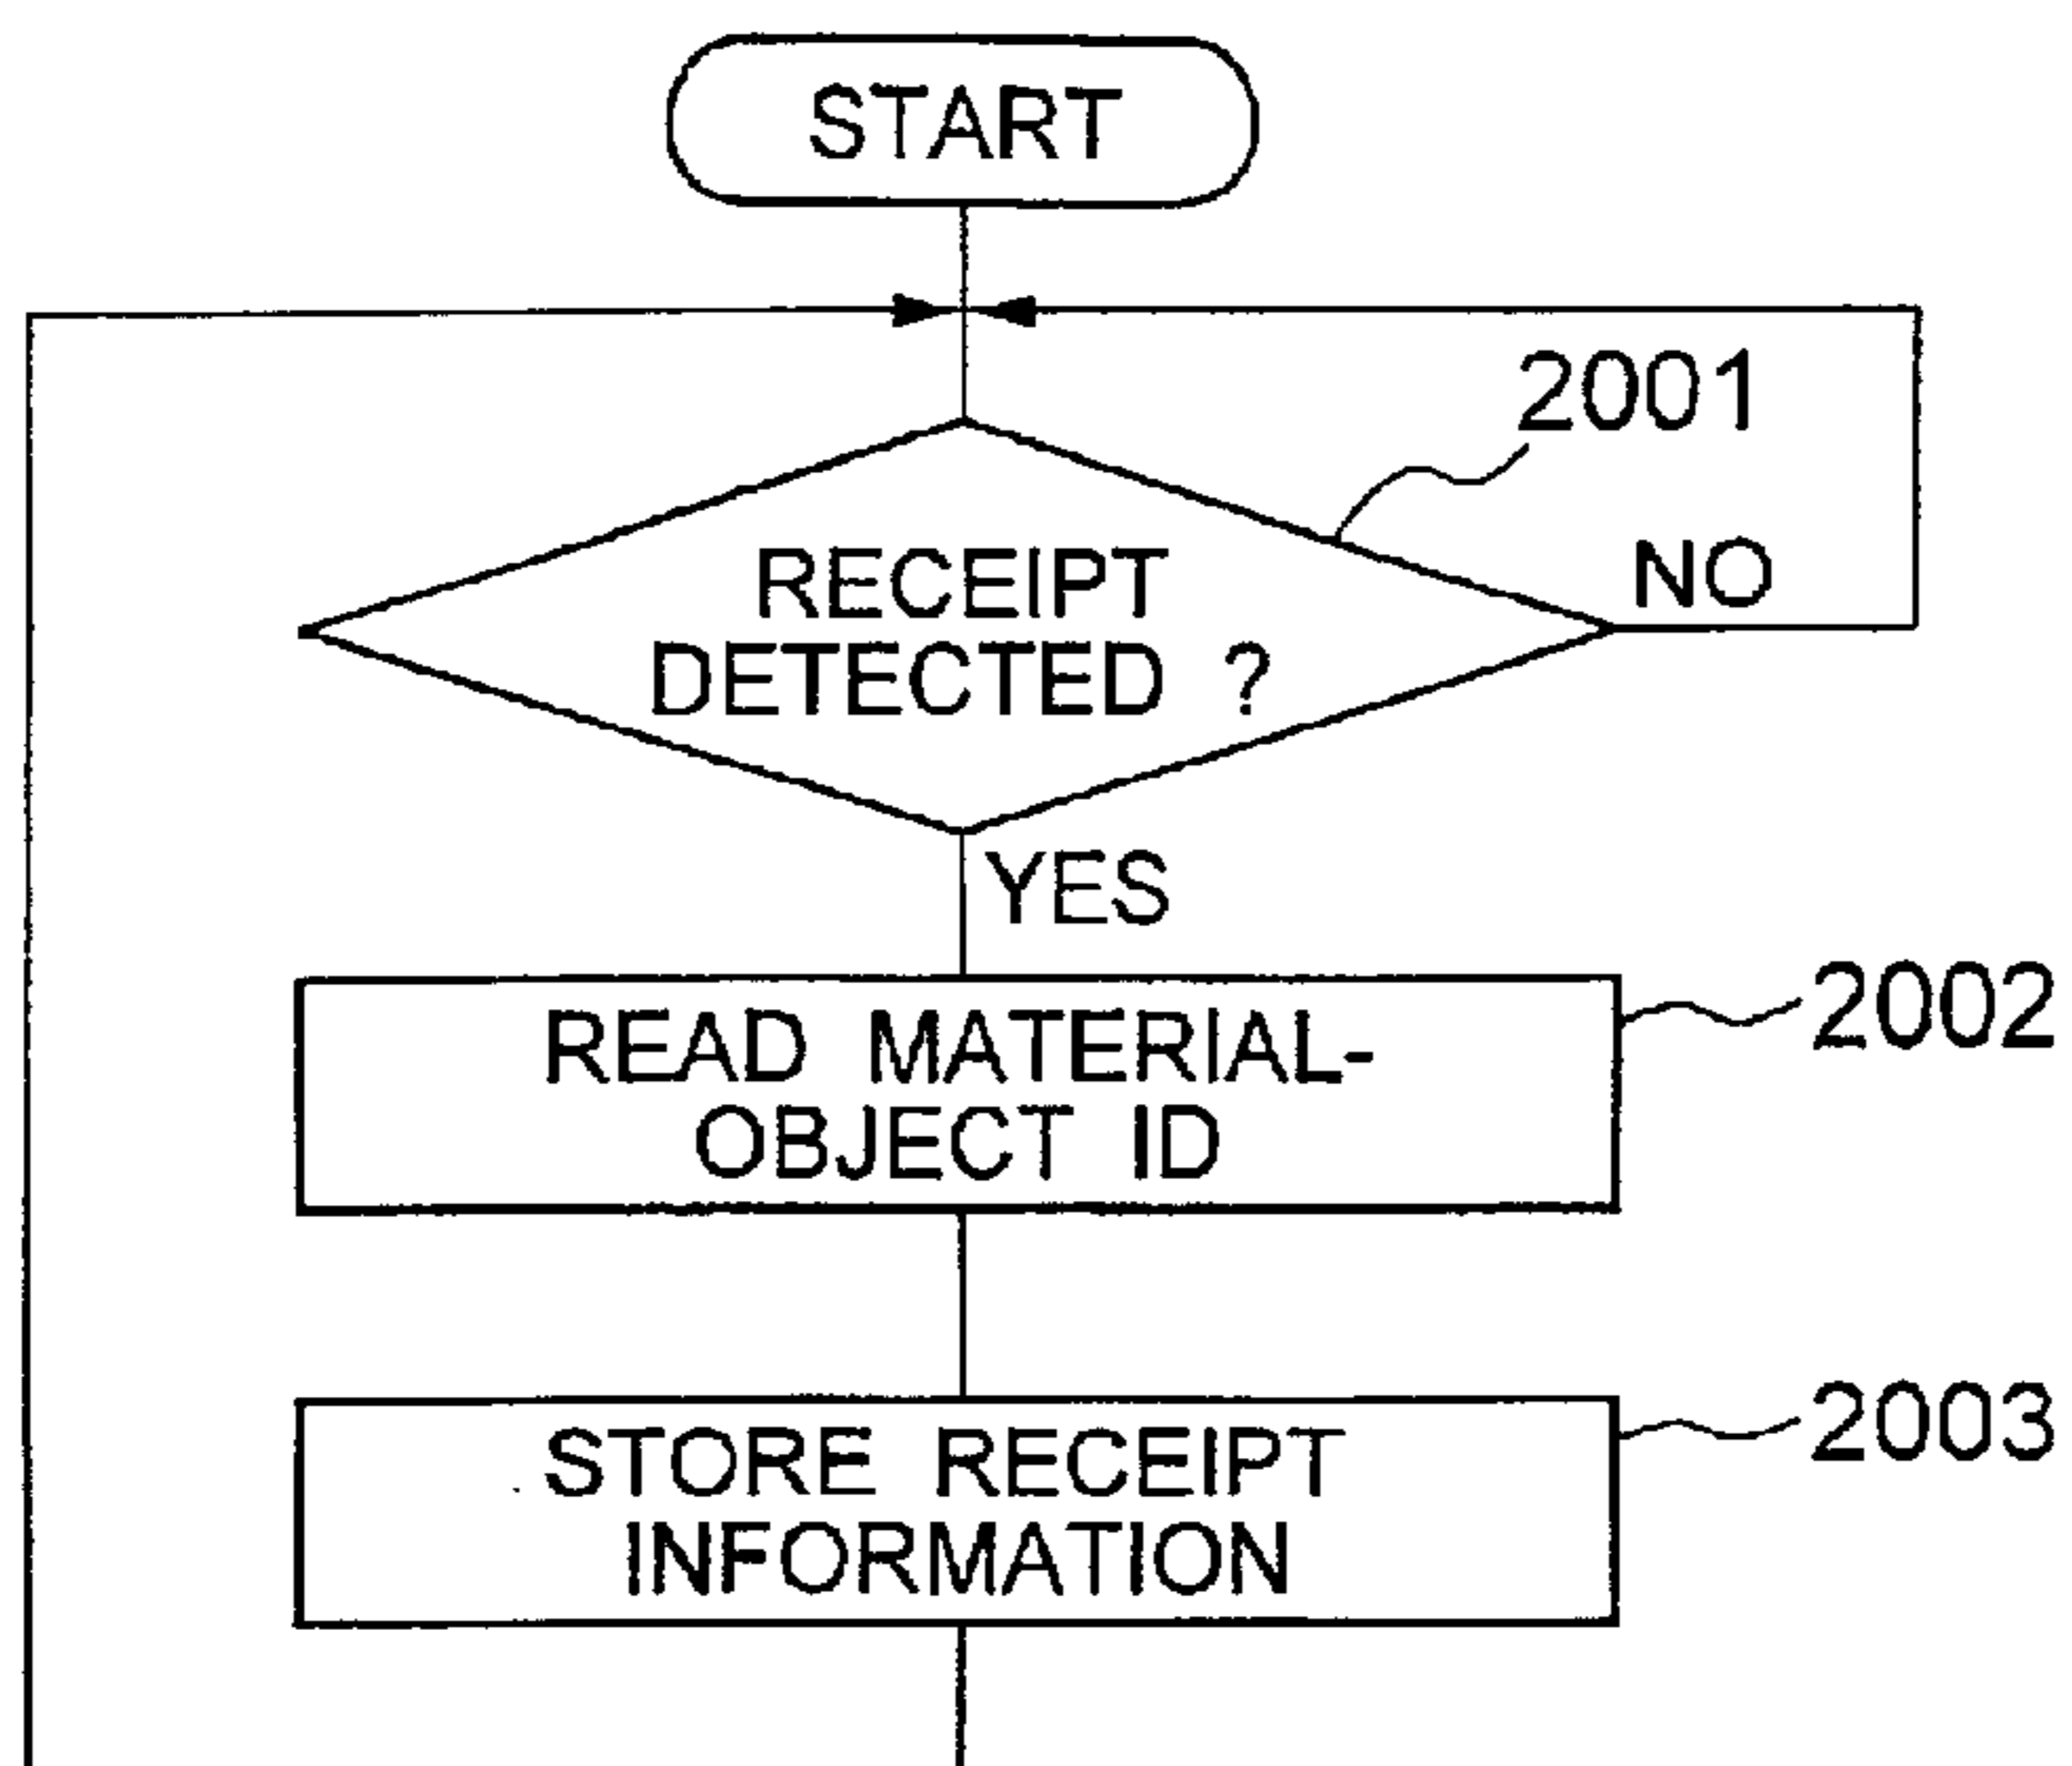 START
2001
NO
RECEIPT
DETECTED ?
YES
2002
READ MATERIAL-
OBJECT ID
2003
STORE RECEIPT
INFORMATION